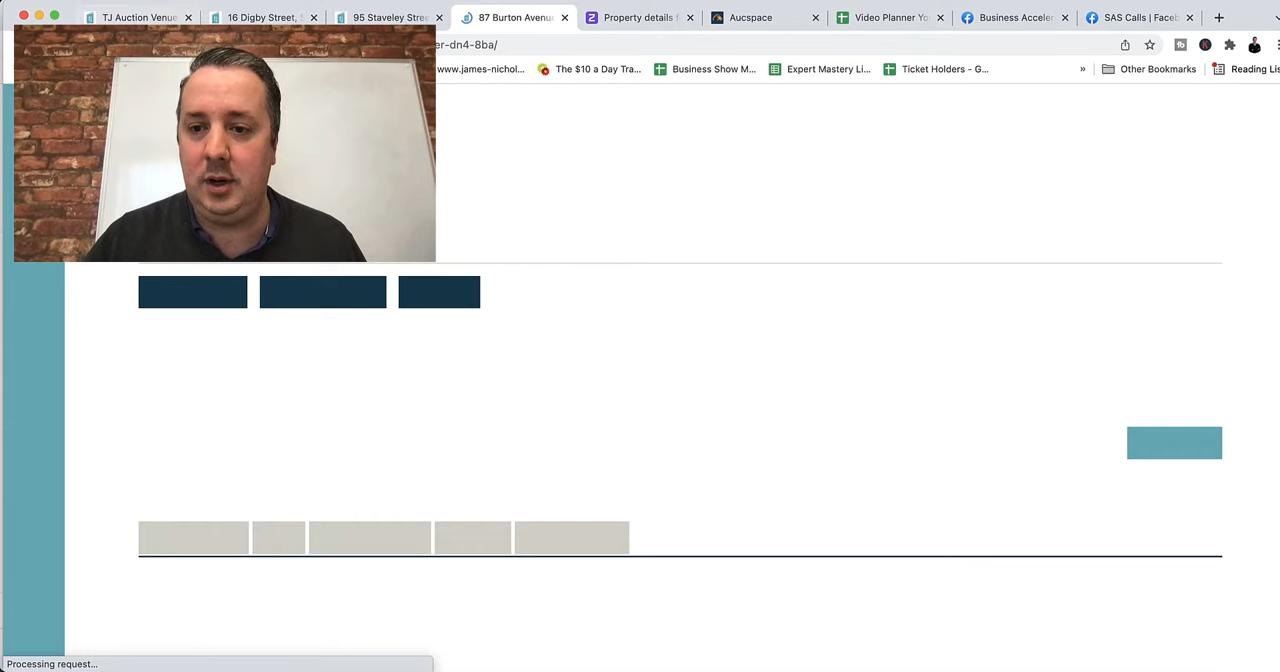 TJ Auction Venue
16 Digby Street, S
95 Staveley Street
87 Burton Avenu
Property details f
Aucspace
Video Planner Yo
Business Acceler
SAS Calls | Faceb
er-dn4-8ba/
www.james-nichol...
The $10 a Day Tra...
Business Show M...
Expert Mastery Li...
Ticket Holders - G...
»
Other Bookmarks
Reading Lis
Processing request...